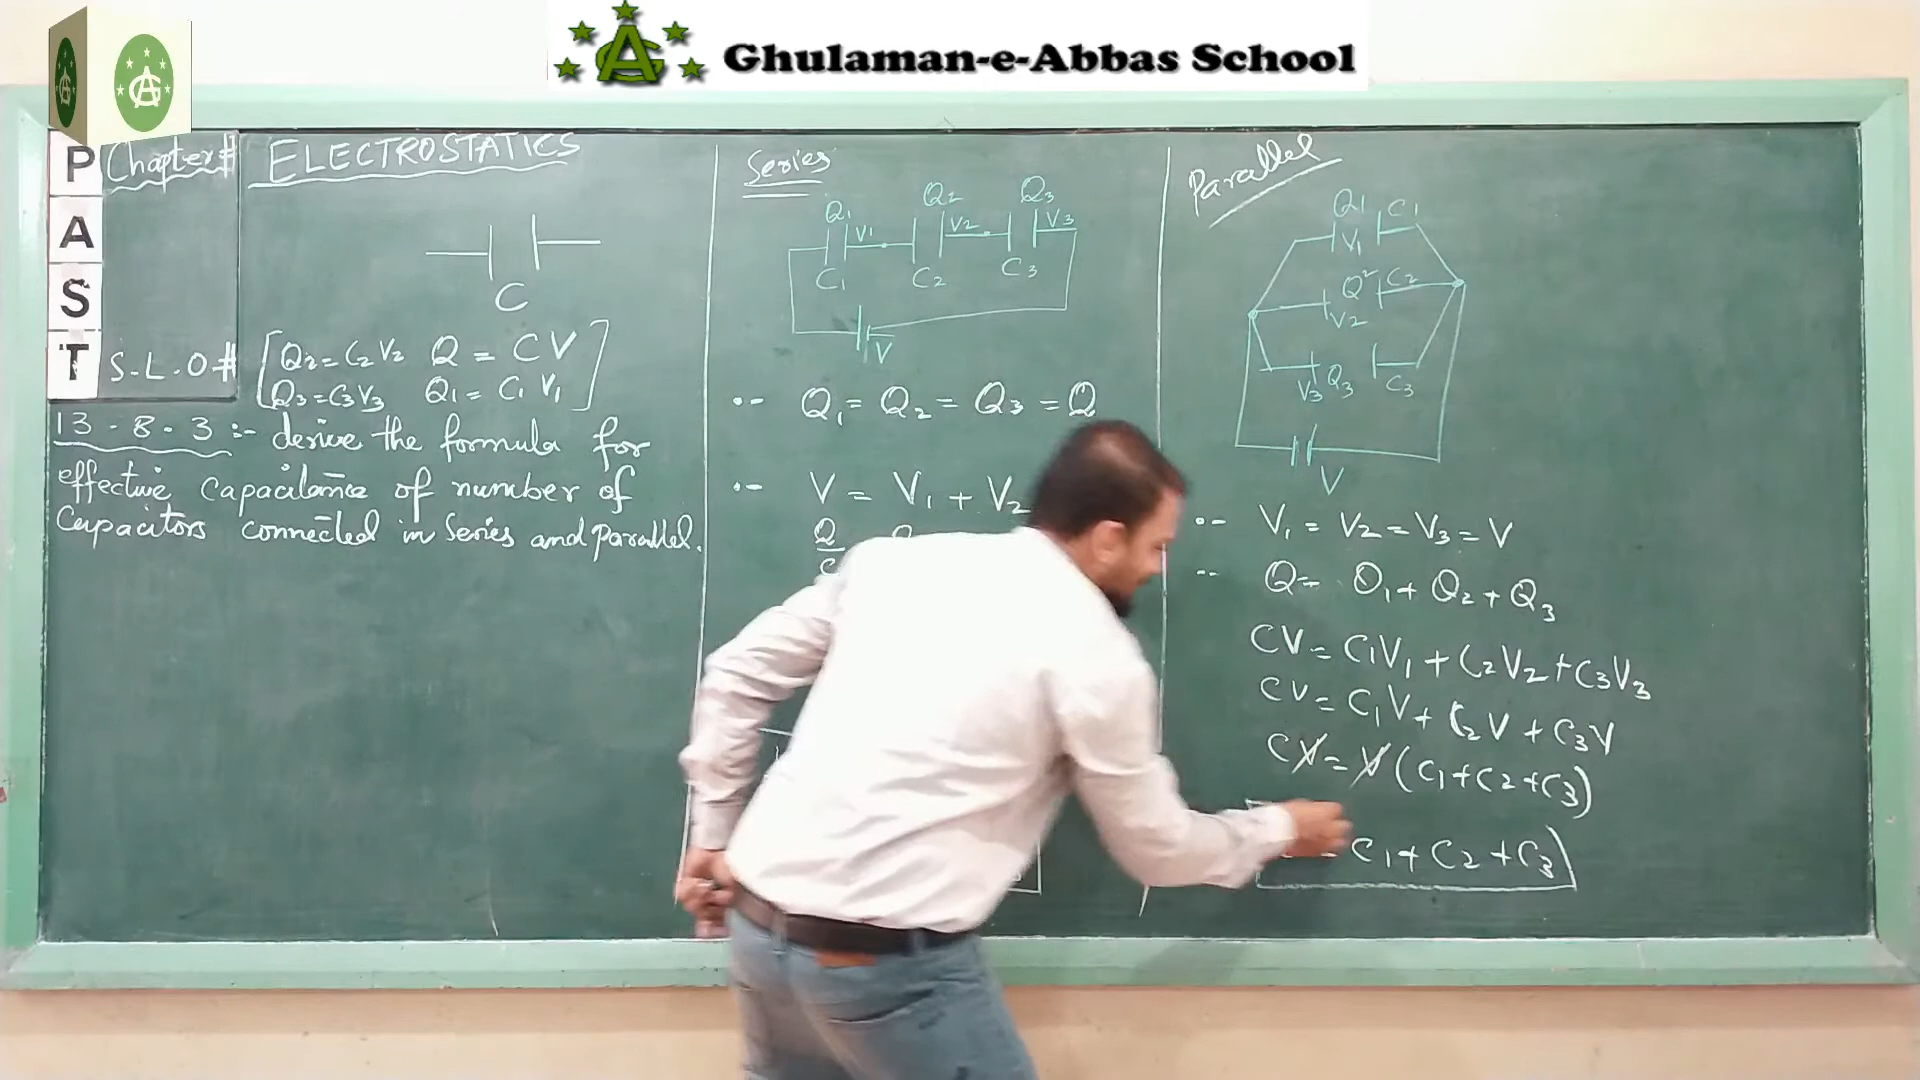 Ghulaman-e-Abbas School
PAST
Chapter#
ELECTROSTATICS
C
S.L.O#
Q2=C2V2 Q = CV
Q3=C3V3 Q1= C1V1
13-8-3:- derive the formula for
effective capacitance of number of
Capacitors connected in Series and parallel.
Series
Q1 Q2 Q3
V1 V2 V3
C1 C2 C3
V
Q1= Q2 = Q3 =Q
V = V1 + V2
Q
Parallel
Q1 C1
V1
Q2 C2
V2
V3 Q3 C3
V
V1 = V2 = V3 = V
Q= Q1+ Q2 + Q3
CV= C1V1 + C2V2 + C3V3
CV= C1V+ C2V + C3V
CV=V(C1+C2+C3)
= C1+ C2 + C3